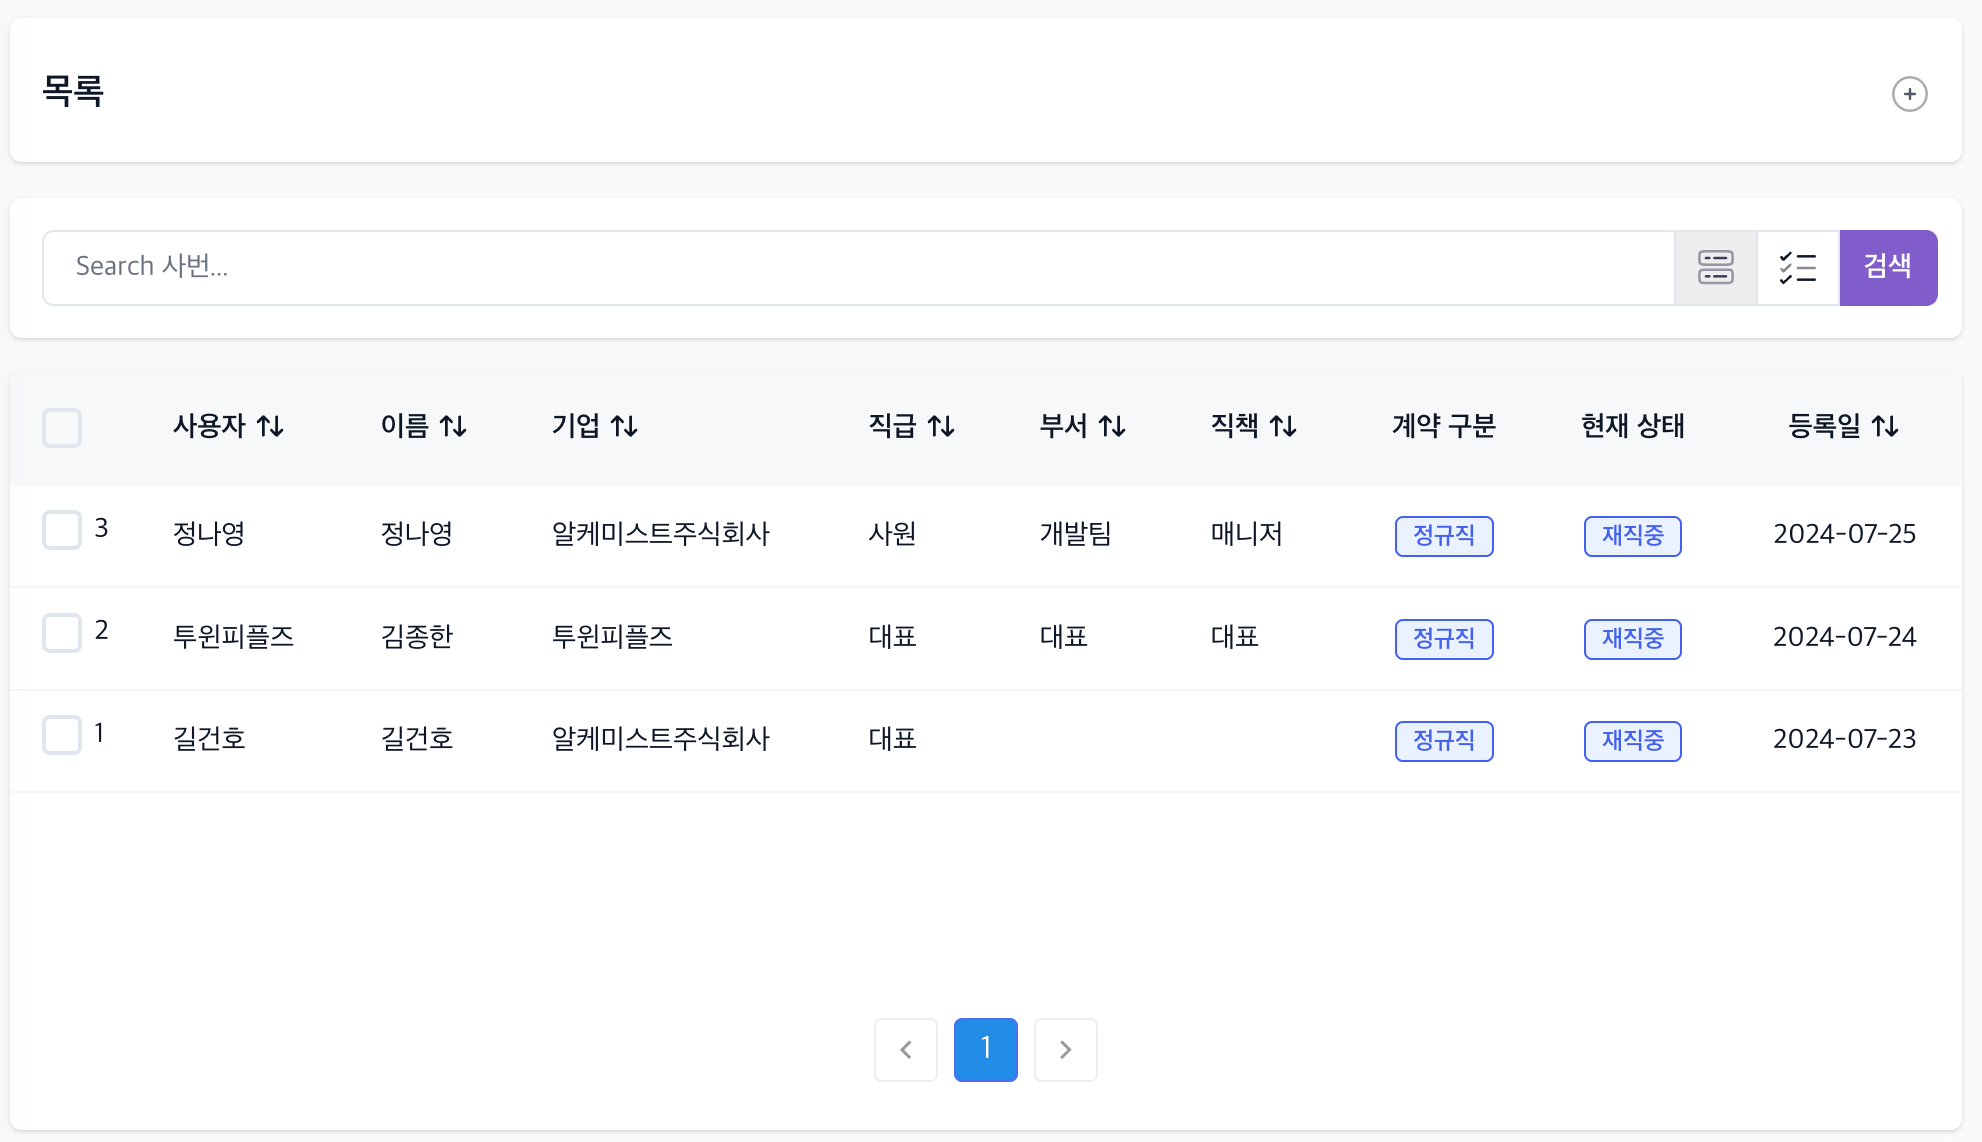 목록
Search 사번...
검색
사용자 이름 기업 직급 부서 직책 계약 구분 현재 상태 등록일
3 정나영 정나영 알케미스트주식회사 사원 개발팀 매니저 정규직 재직중 2024-07-25
2 투윈피플즈 김종한 투윈피플즈 대표 대표 대표 정규직 재직중 2024-07-24
1 길건호 길건호 알케미스트주식회사 대표 정규직 재직중 2024-07-23
1